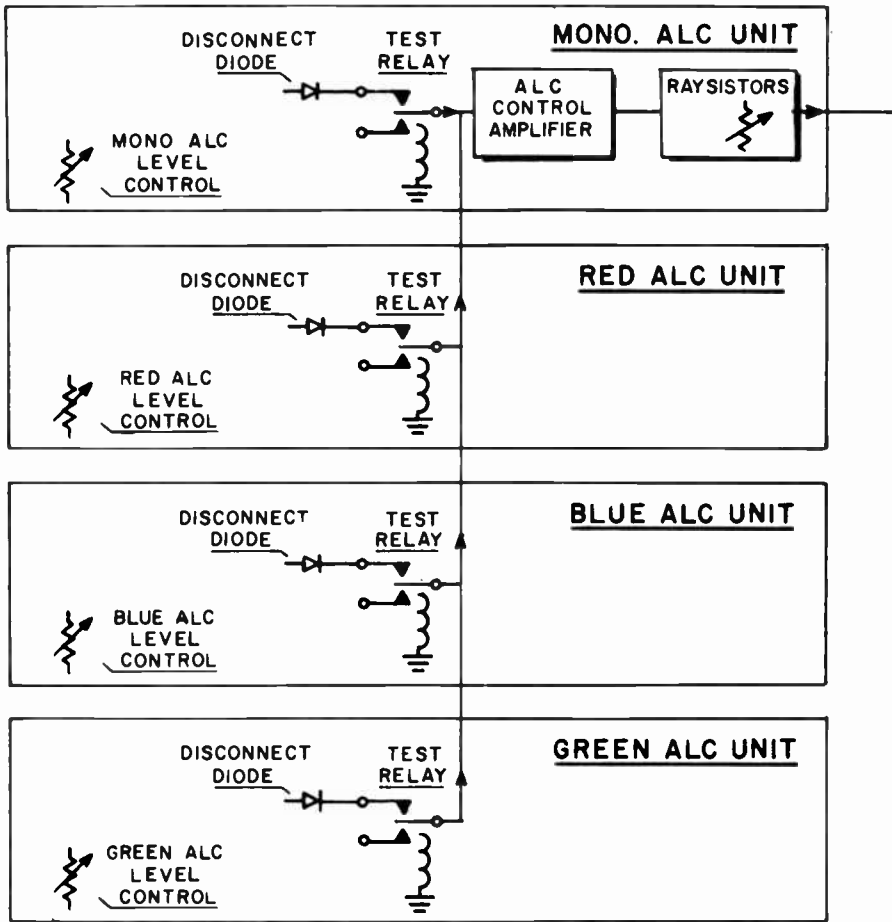 MONO. ALC UNIT
DISCONNECT
DIODE
TEST
RELAY
ALC
CONTROL
AMPLIFIER
RAYSISTORS
MONO ALC
LEVEL
CONTROL
RED ALC UNIT
DISCONNECT
DIODE
TEST
RELAY
RED ALC
LEVEL
CONTROL
BLUE ALC UNIT
DISCONNECT
DIODE
TEST
RELAY
BLUE ALC
LEVEL
CONTROL
GREEN ALC UNIT
DISCONNECT
DIODE
TEST
RELAY
GREEN ALC
LEVEL
CONTROL